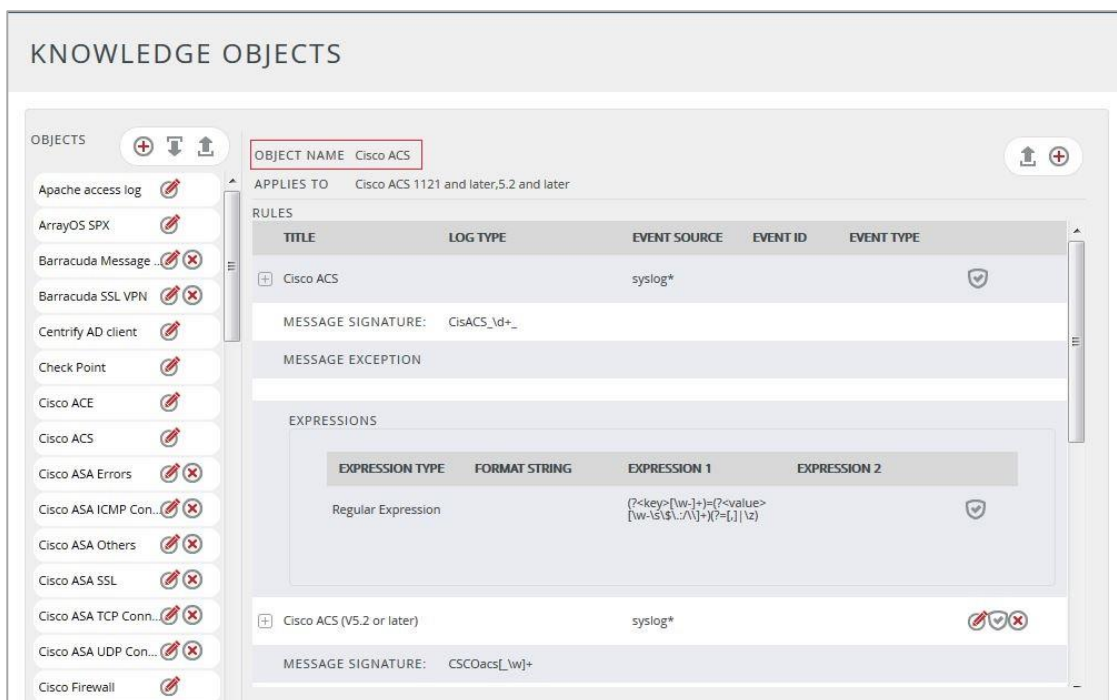 KNOWLEDGE OBJECTS
OBJECTS
Apache access log
ArrayOS SPX
Barracuda Message ...
Barracuda SSL VPN
Centrify AD client
Check Point
Cisco ACE
Cisco ACS
Cisco ASA Errors
Cisco ASA ICMP Con...
Cisco ASA Others
Cisco ASA SSL
Cisco ASA TCP Conn...
Cisco ASA UDP Con...
Cisco Firewall
OBJECT NAME Cisco ACS
APPLIES TO Cisco ACS 1121 and later,5.2 and later
RULES
TITLE LOG TYPE EVENT SOURCE EVENT ID EVENT TYPE
Cisco ACS syslog*
MESSAGE SIGNATURE: CisACS_\d+_
MESSAGE EXCEPTION
EXPRESSIONS
EXPRESSION TYPE FORMAT STRING EXPRESSION 1 EXPRESSION 2
Regular Expression (?<key>[\w-]+)=(?<value>
[\w-\s\$\.:/\\]+)(?=[,]|\z)
Cisco ACS (V5.2 or later) syslog*
MESSAGE SIGNATURE: CSCOacs[_\w]+